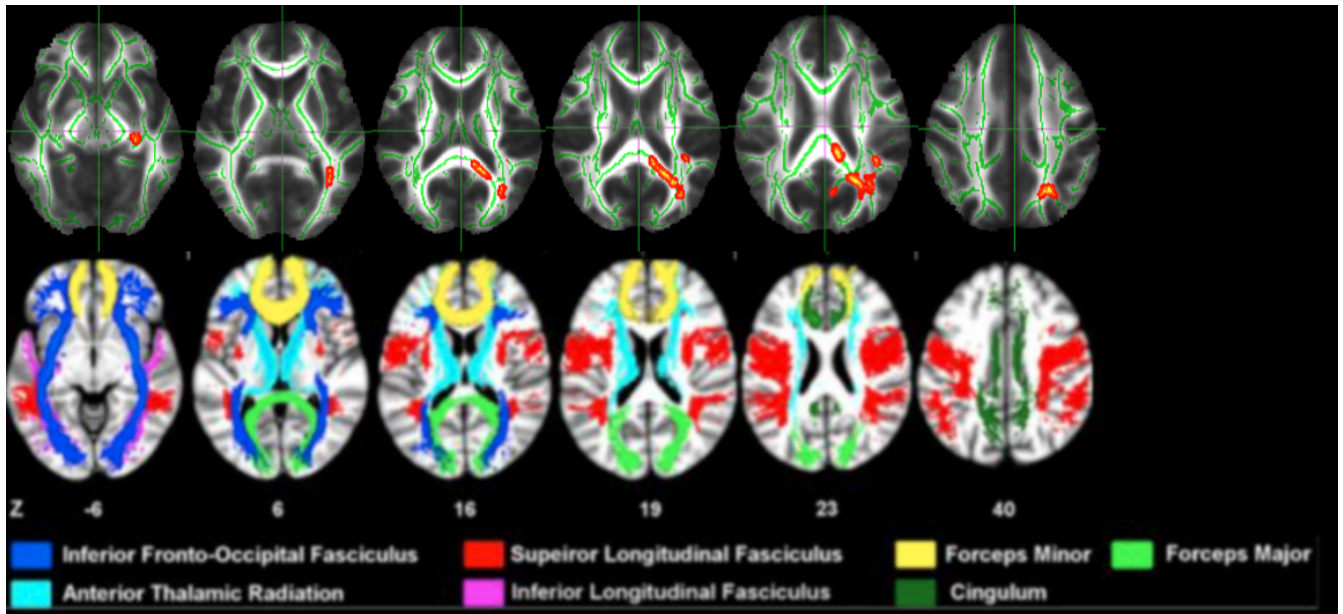 Z -6 6 16 19 23 40
Inferior Fronto-Occipital Fasciculus Supeiror Longitudinal Fasciculus Forceps Minor Forceps Major
Anterior Thalamic Radiation Inferior Longitudinal Fasciculus Cingulum